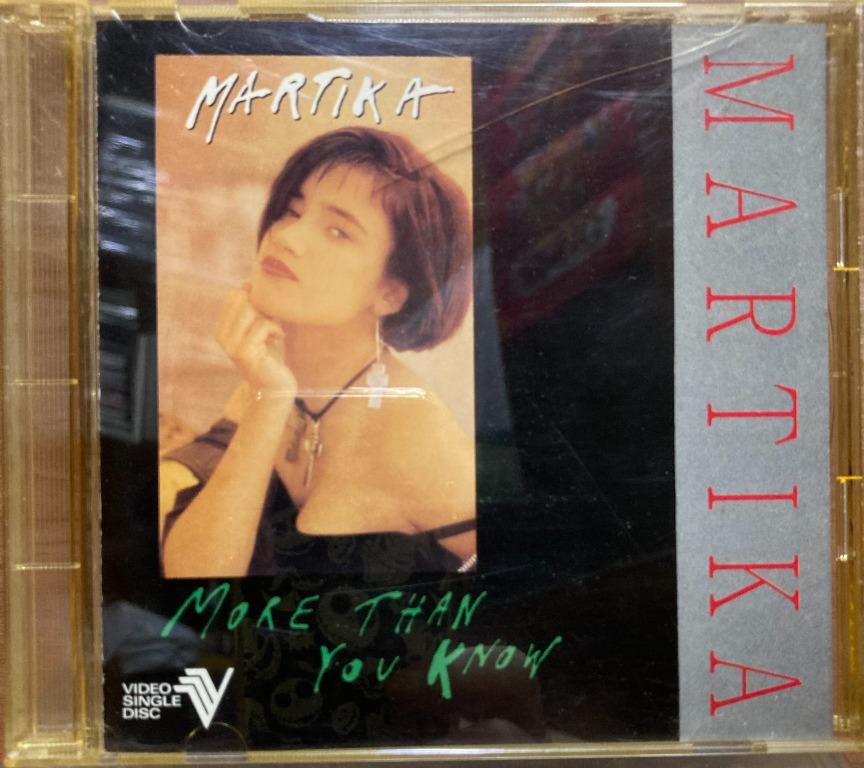 MARTIKA
MORE THAN
YOU KNOW
VIDEO
SINGLE
DISC
MARTIKA